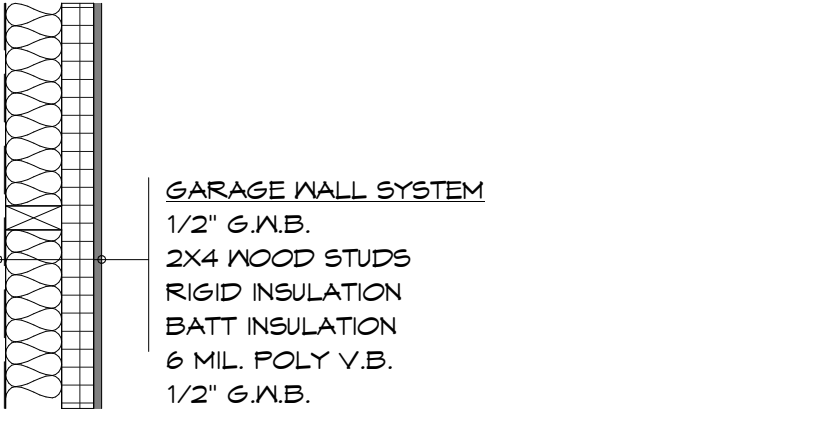 GARAGE WALL SYSTEM
1/2" G.W.B.
2X4 WOOD STUDS
RIGID INSULATION
BATT INSULATION
6 MIL. POLY V.B.
1/2" G.W.B.